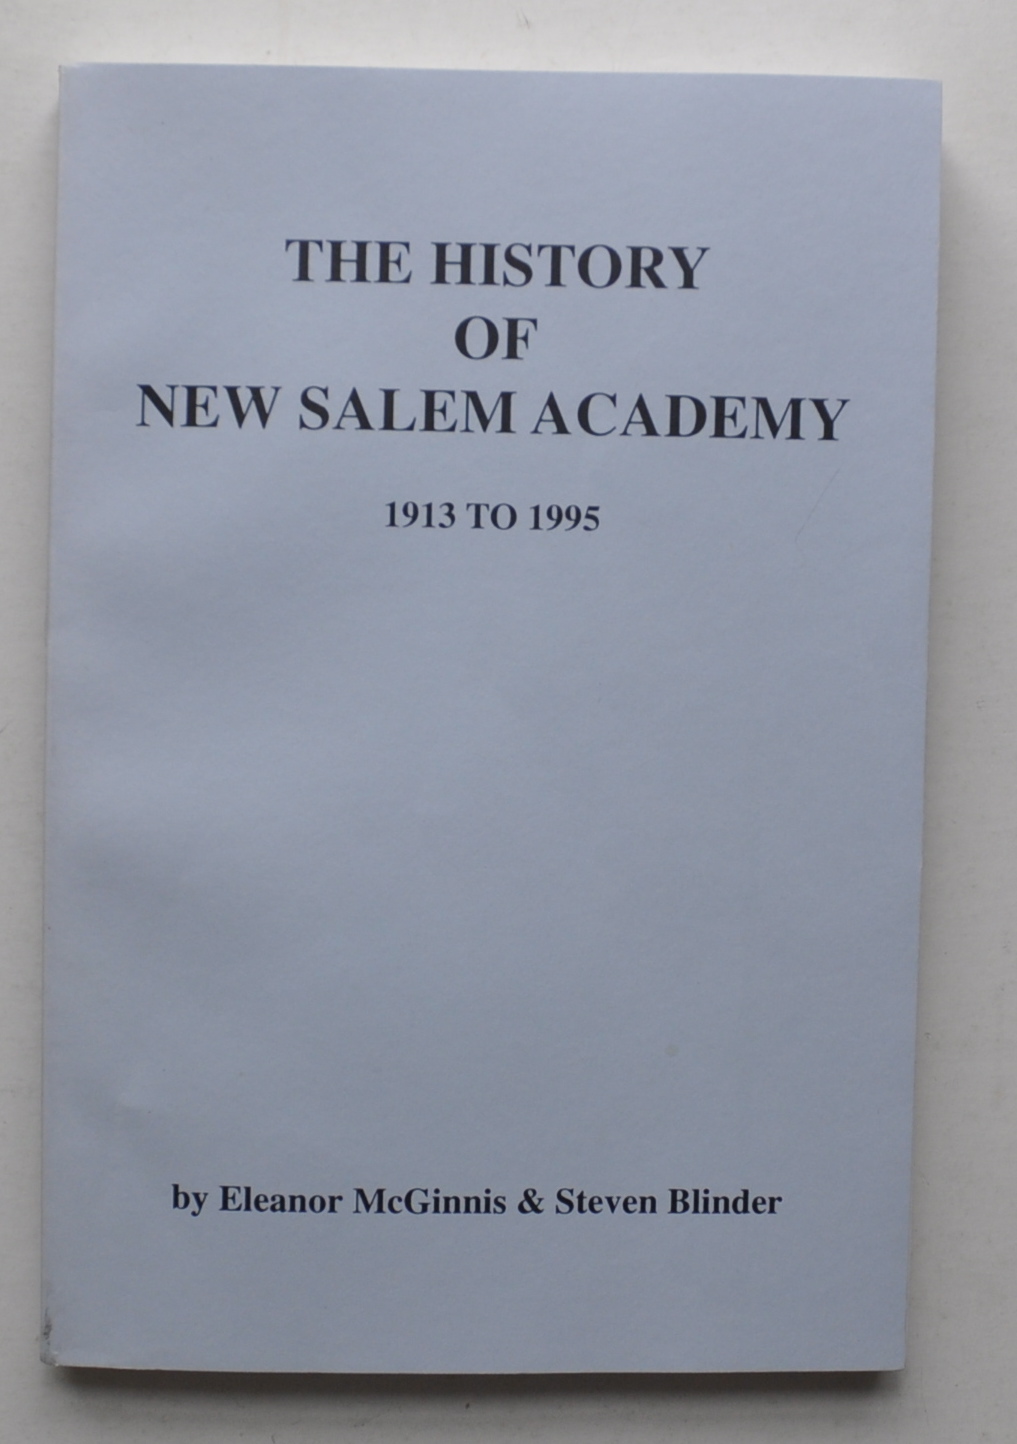 THE HISTORY
OF
NEW SALEM ACADEMY
1913 TO 1995
by Eleanor McGinnis & Steven Blinder